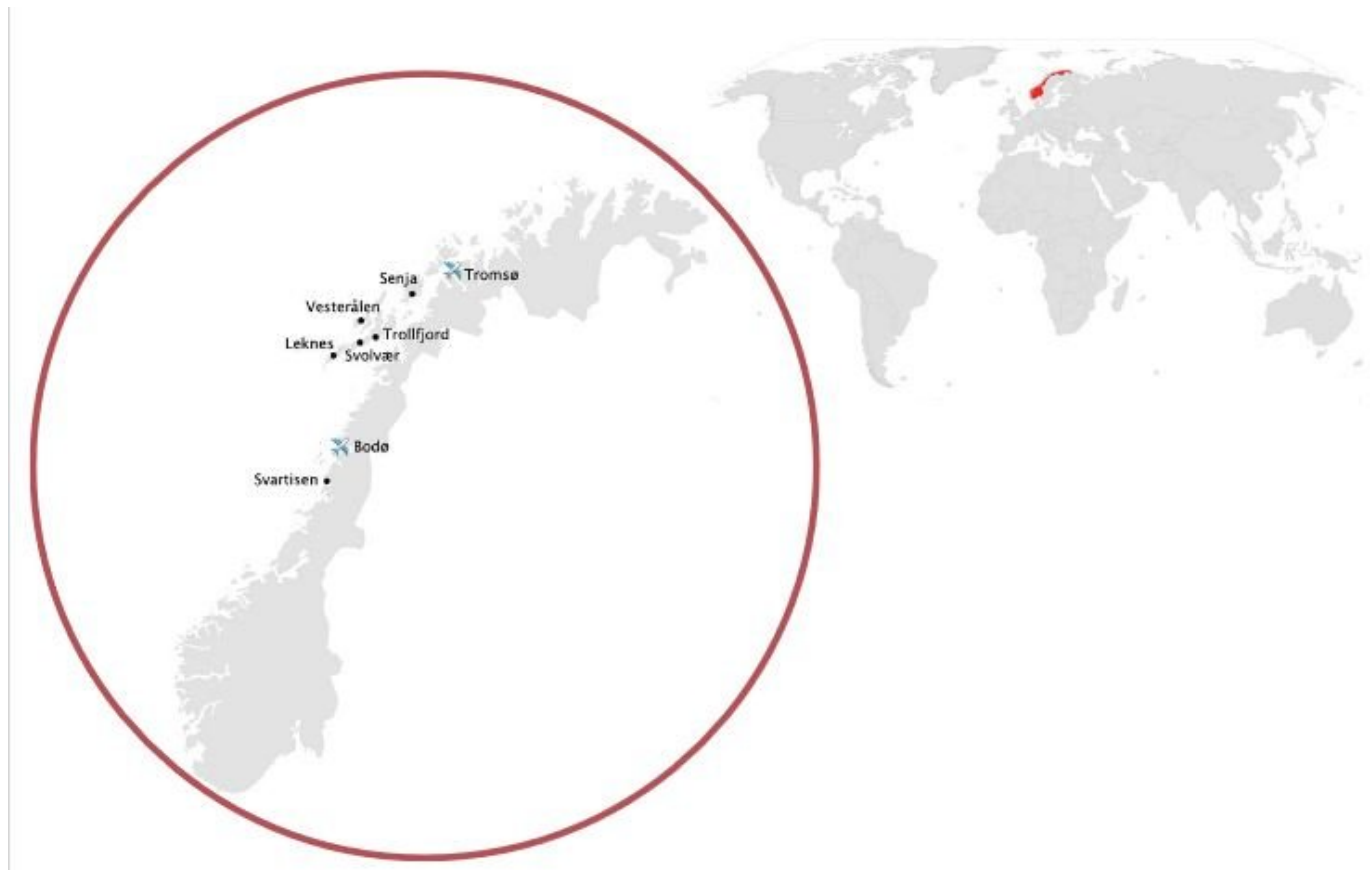 Tromsø
Senja
Vesterålen
Trollfjord
Leknes
Svolvær
Bodø
Svartisen